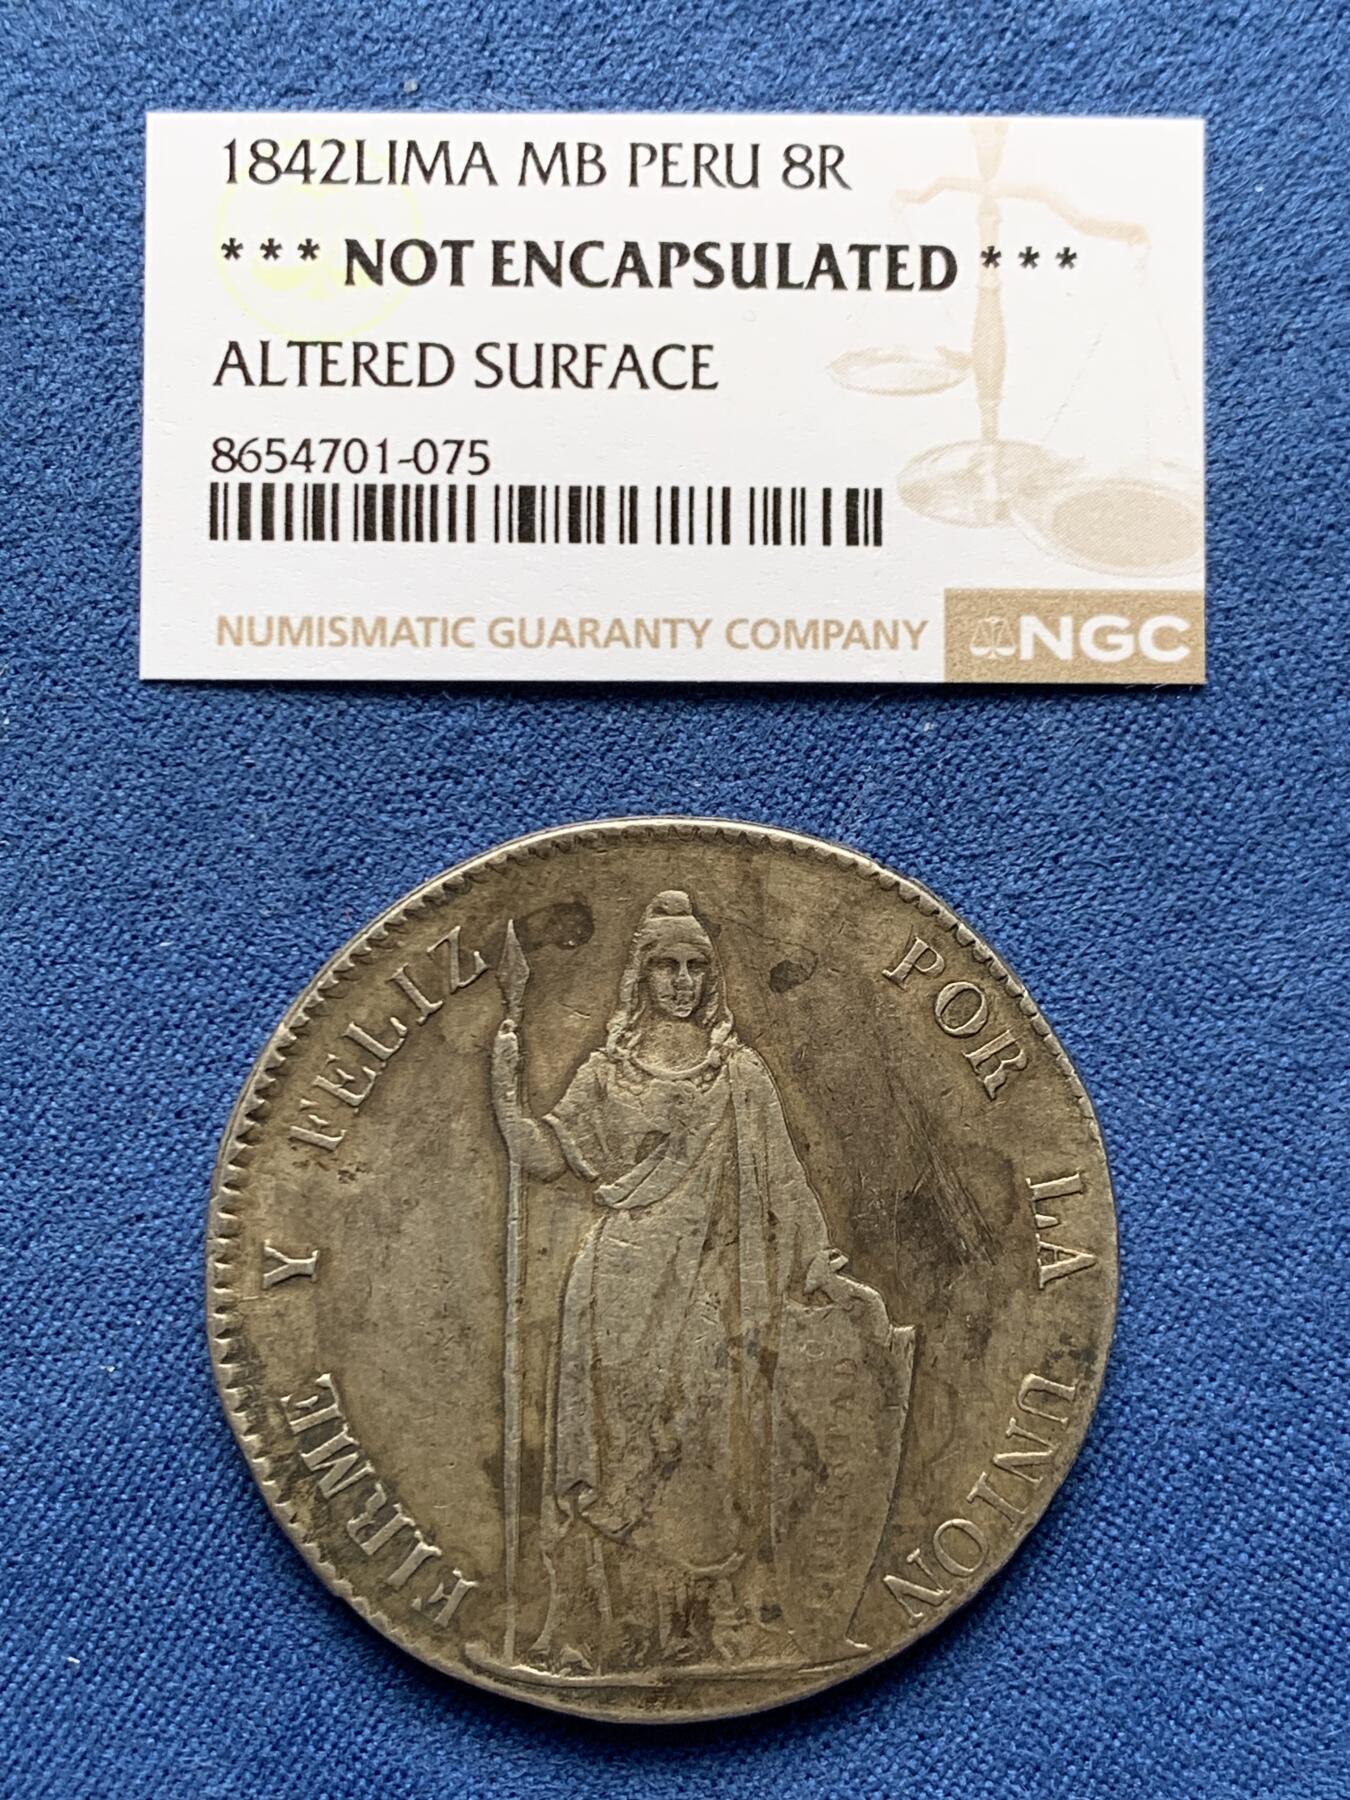 1842LIMA MB PERU 8R
*** NOT ENCAPSULATED ***
ALTERED SURFACE
8654701-075
NUMISMATIC GUARANTY COMPANY
NGC
FIRME Y FELIZ POR LA UNION
LIBERTAD